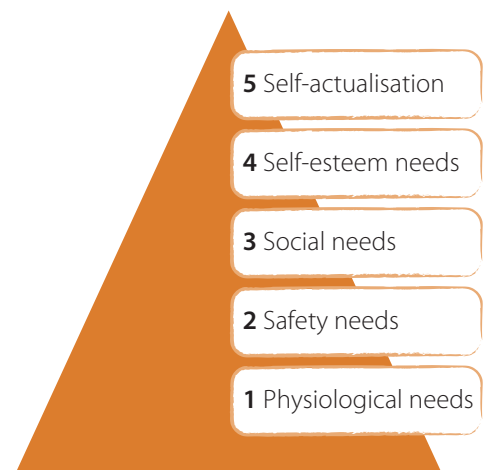 5 Self-actualisation
4 Self-esteem needs
3 Social needs
2 Safety needs
1 Physiological needs